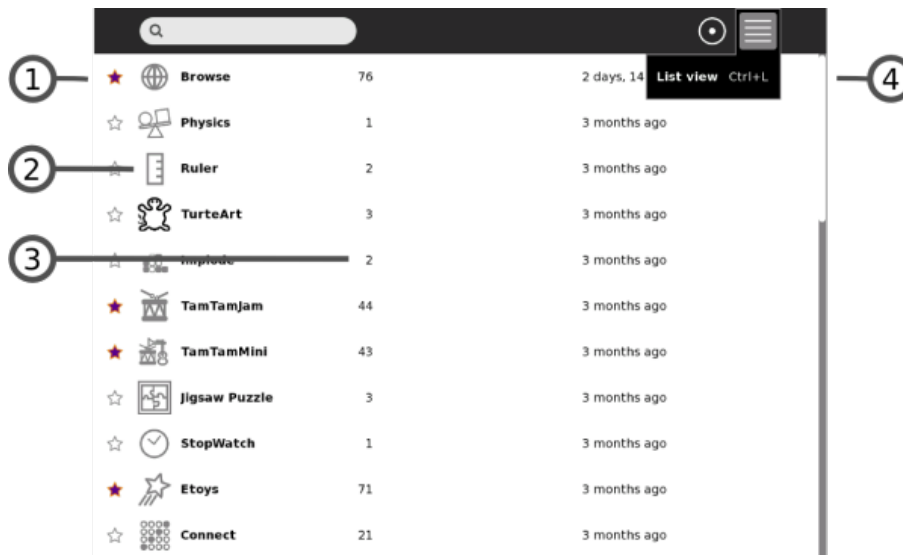 1 Browse 76 2 days, 14 List view Ctrl+L 4
Physics 1 3 months ago
2 Ruler 2 3 months ago
TurteArt 3 3 months ago
3 Implode 2 3 months ago
TamTamJam 44 3 months ago
TamTamMini 43 3 months ago
Jigsaw Puzzle 3 3 months ago
StopWatch 1 3 months ago
Etoys 71 3 months ago
Connect 21 3 months ago